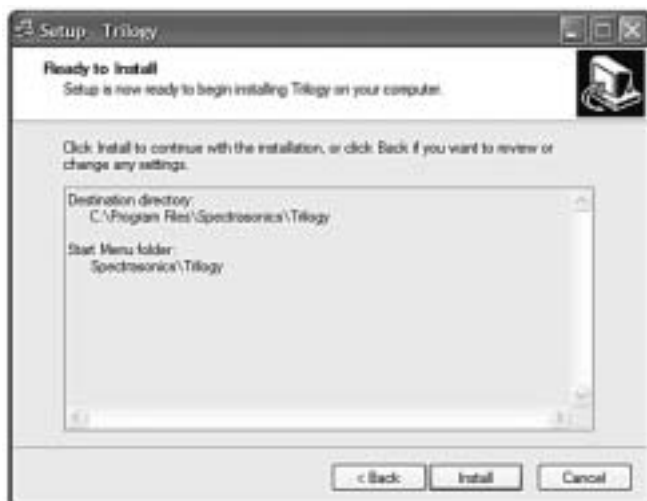 Setup - Trilogy
Ready to Install
Setup is now ready to begin installing Trilogy on your computer.
Click Install to continue with the installation, or click Back if you want to review or
change any settings.
Destination directory:
C:\Program Files\Spectrasonics\Trilogy
Start Menu folder:
Spectrasonics\Trilogy
< Back
Install
Cancel